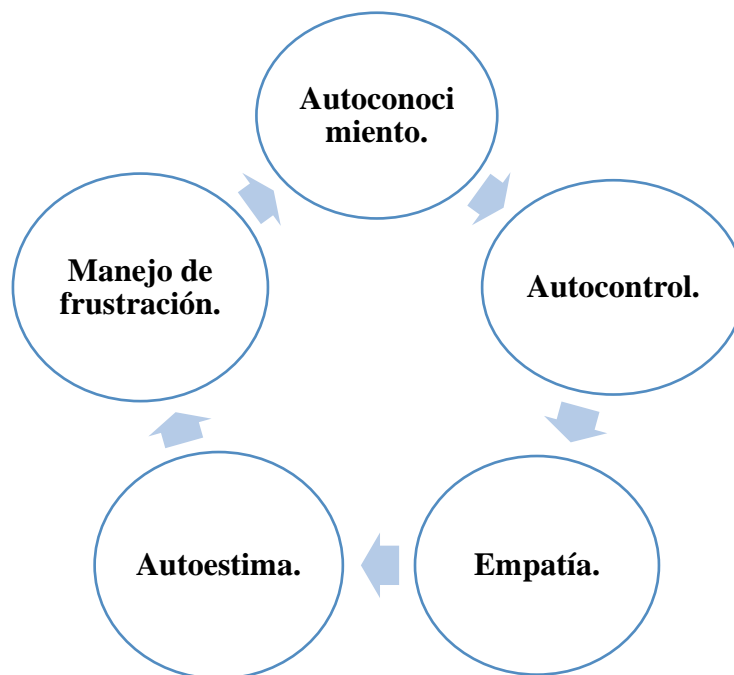 Autoconoci
miento.
Autocontrol.
Empatía.
Autoestima.
Manejo de
frustración.